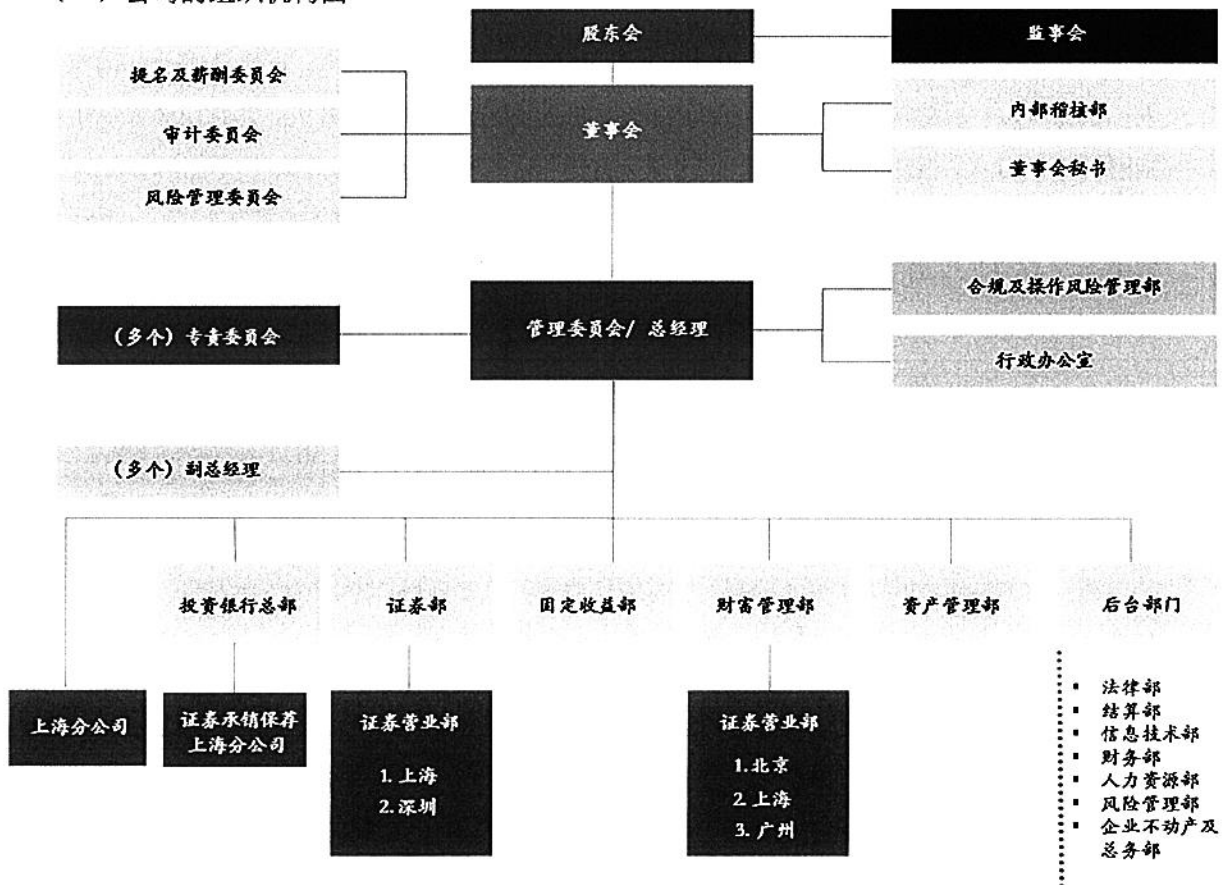 股东会
监事会
提名及薪酬委员会
审计委员会
风险管理委员会
董事会
内部稽核部
董事会秘书
合规及操作风险管理部
(多个) 专责委员会
管理委员会/ 总经理
行政办公室
(多个) 副总经理
投资银行总部
证券部
固定收益部
财富管理部
资产管理部
后台部门
上海分公司
证券承销保荐
上海分公司
证券营业部
1. 上海
2. 深圳
证券营业部
1. 北京
2. 上海
3. 广州
▪ 法律部
▪ 结算部
▪ 信息技术部
▪ 财务部
▪ 人力资源部
▪ 风险管理部
▪ 企业不动产及
总务部